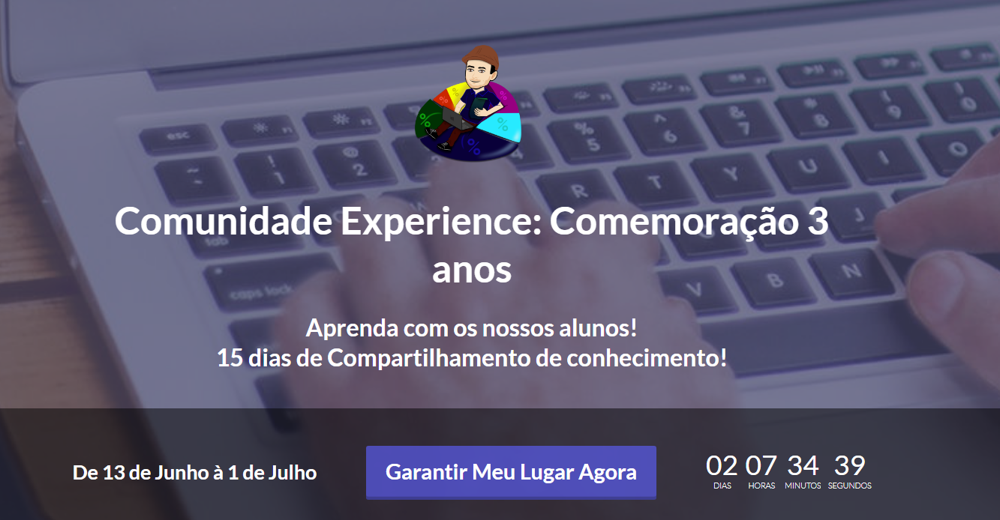 Comunidade Experience: Comemoração 3
anos
Aprenda com os nossos alunos!
15 dias de Compartilhamento de conhecimento!
De 13 de Junho à 1 de Julho
Garantir Meu Lugar Agora
02 07 34 39
DIAS HORAS MINUTOS SEGUNDOS